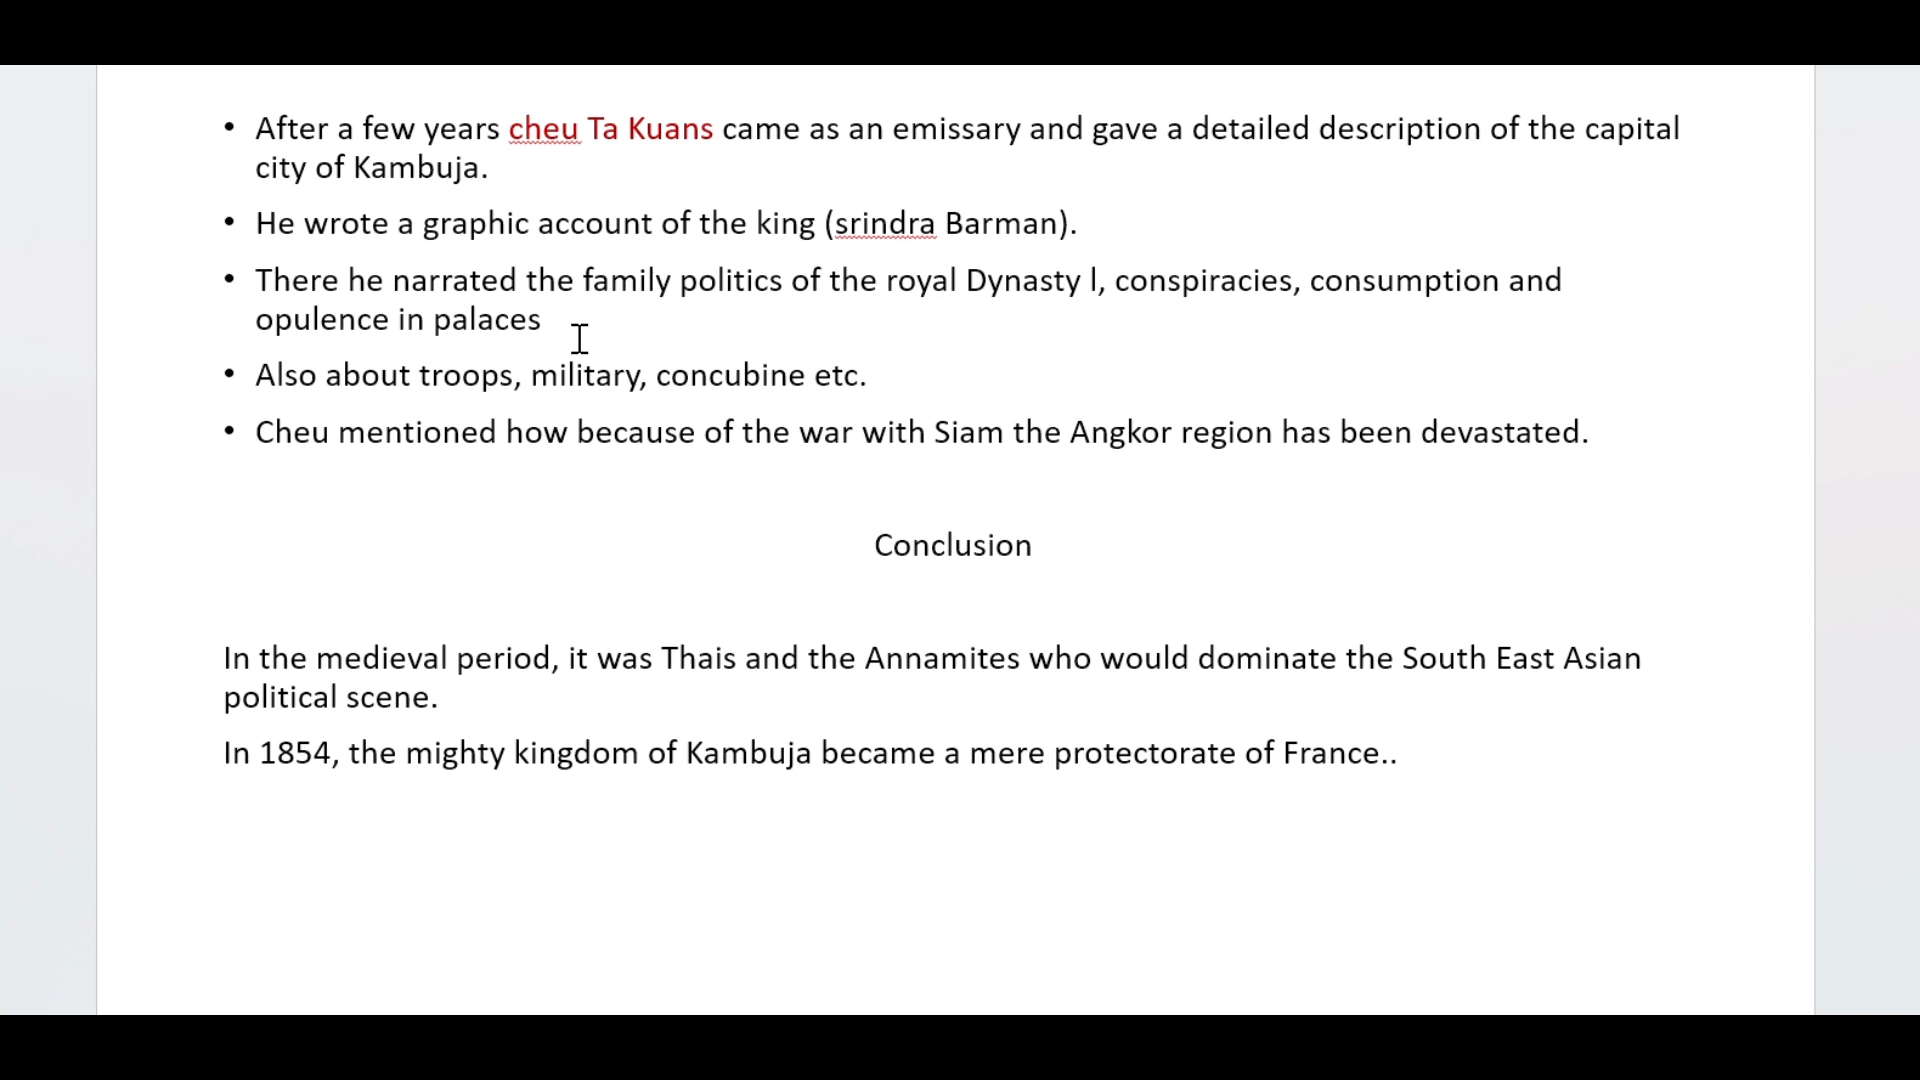 • After a few years cheu Ta Kuans came as an emissary and gave a detailed description of the capital
city of Kambuja.
• He wrote a graphic account of the king (srindra Barman).
• There he narrated the family politics of the royal Dynasty l, conspiracies, consumption and
opulence in palaces
• Also about troops, military, concubine etc.
• Cheu mentioned how because of the war with Siam the Angkor region has been devastated.
Conclusion
In the medieval period, it was Thais and the Annamites who would dominate the South East Asian
political scene.
In 1854, the mighty kingdom of Kambuja became a mere protectorate of France..